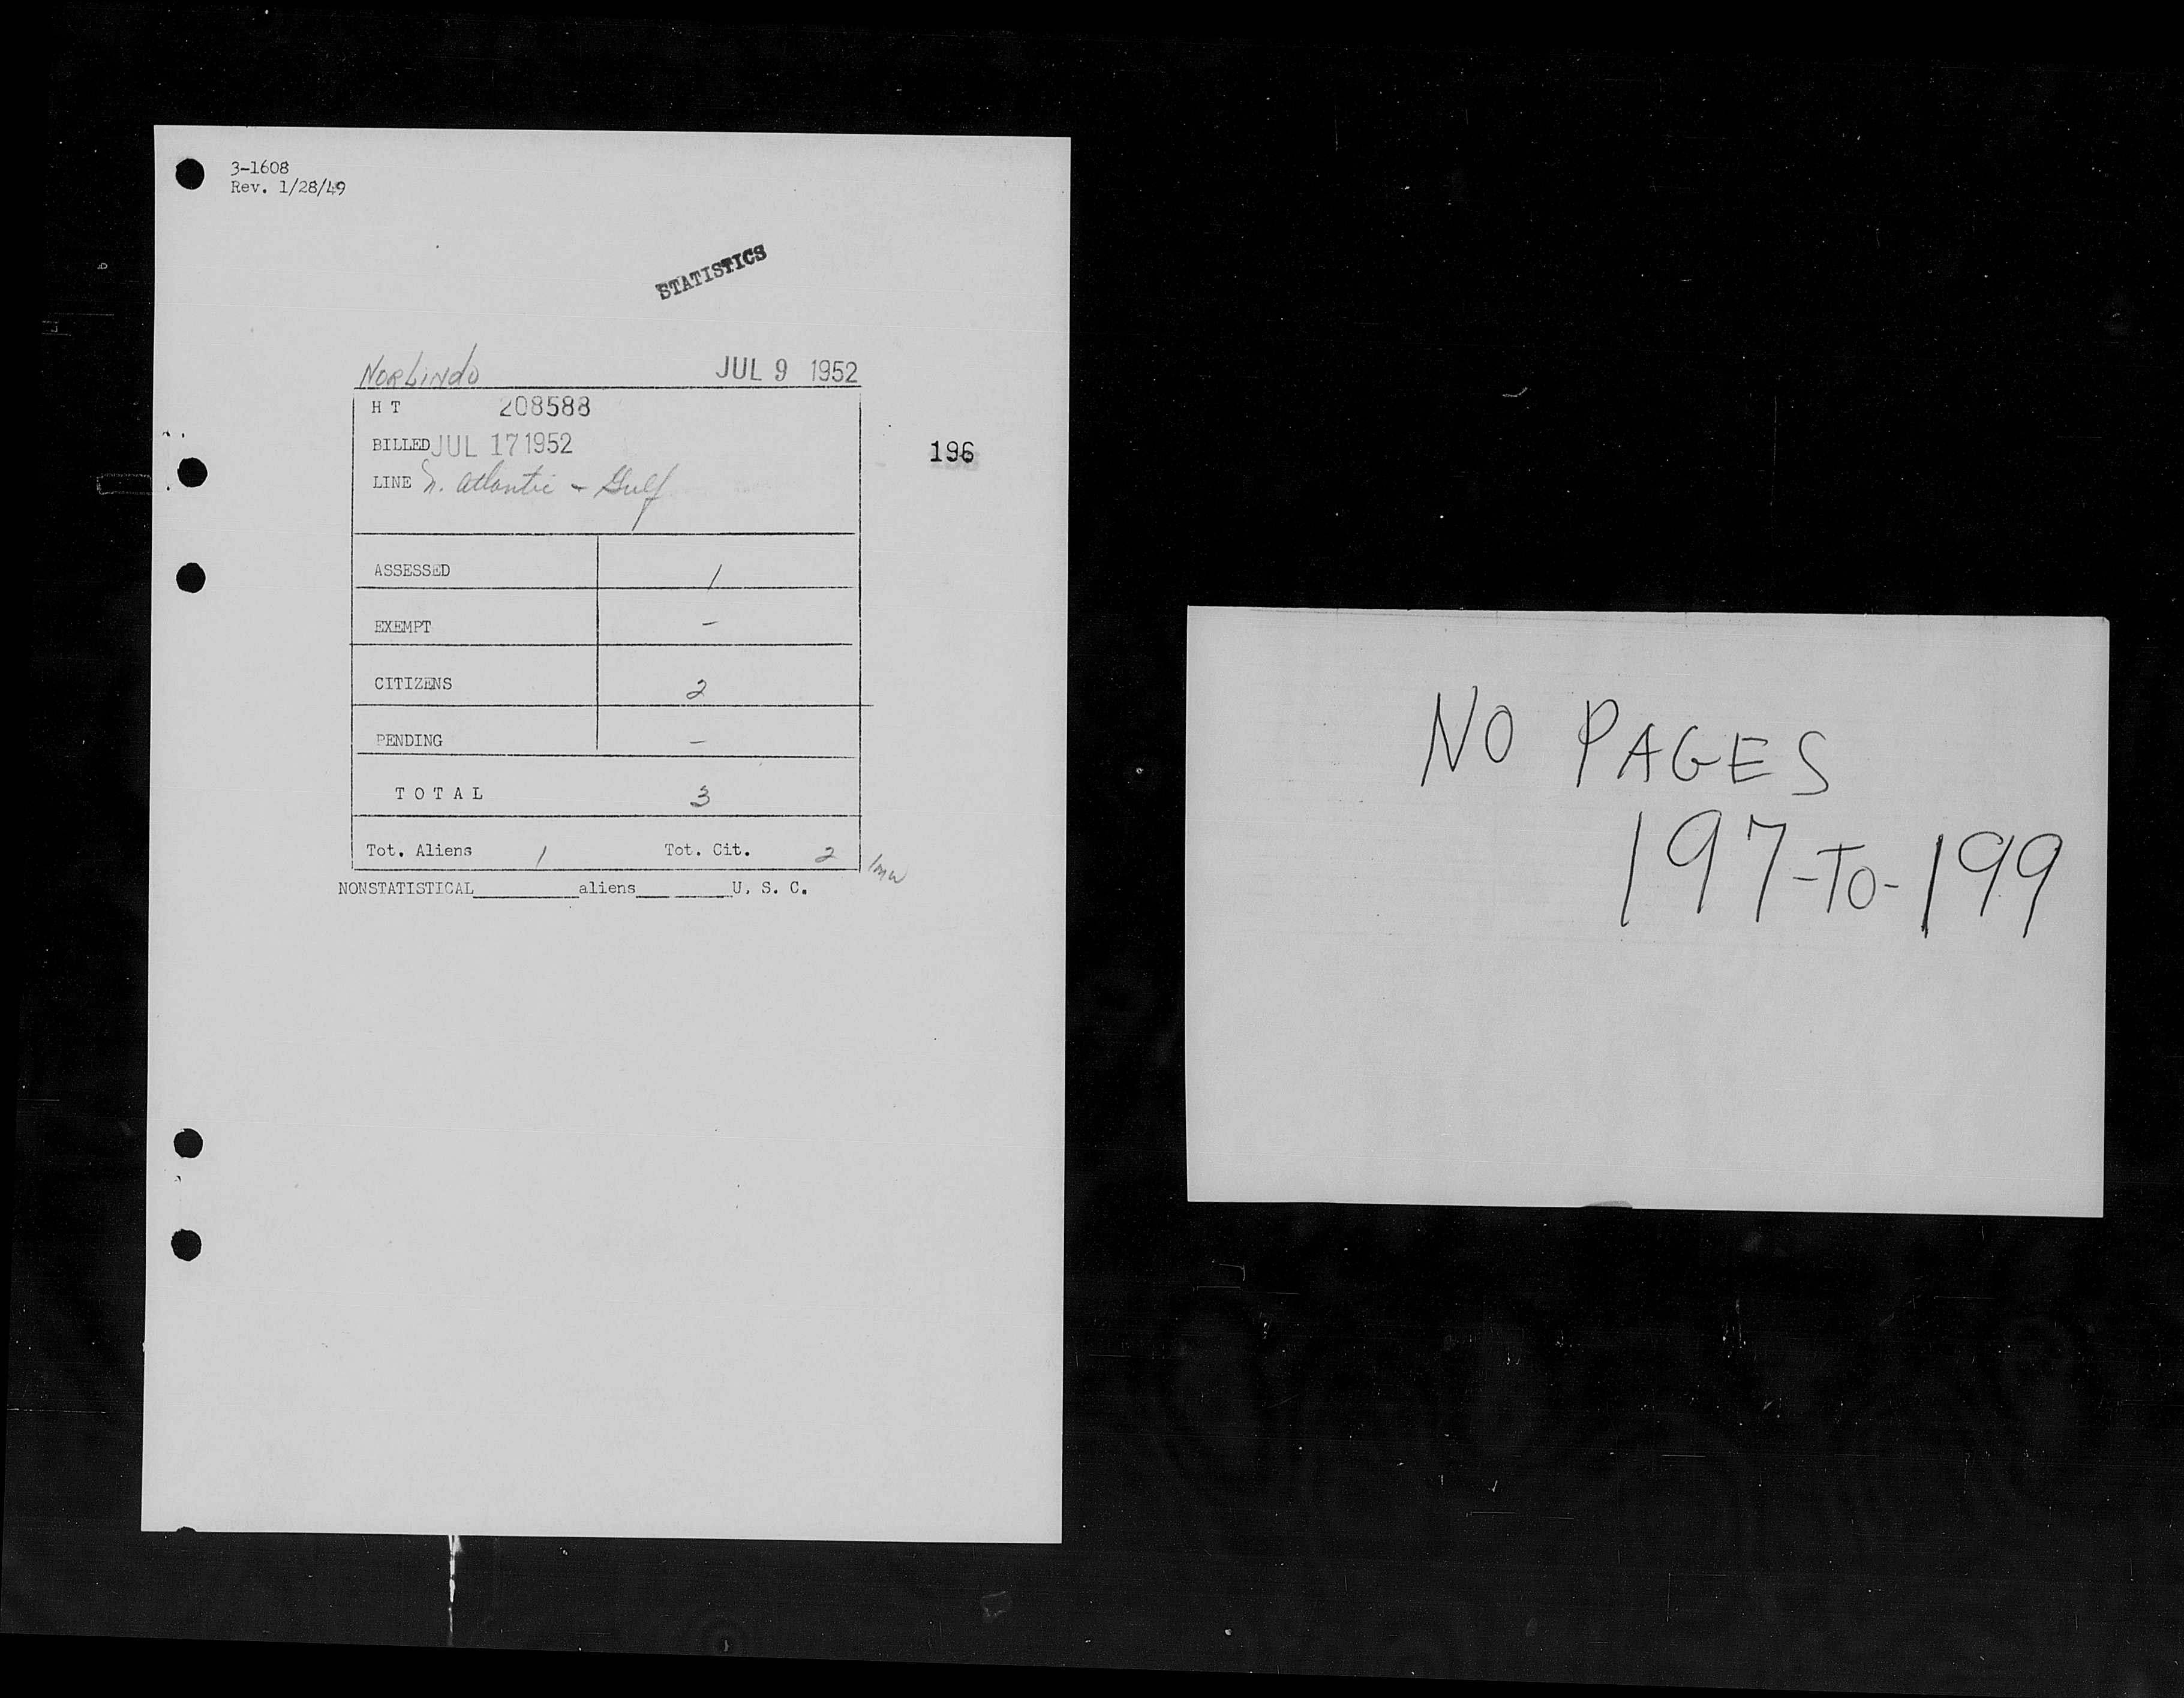 3-1608
Rev. 1/28/49
STATISTICS
Norlindo JUL 9 1952
H T 208588
BILLED JUL 17 1952
LINE N. Atlantic - Gulf
196
ASSESSED 1
EXEMPT -
CITIZENS 2
PENDING -
T O T A L 3
Tot. Aliens 1 Tot. Cit. 2
NONSTATISTICAL aliens U. S. C.
NO PAGES
197-TO-199